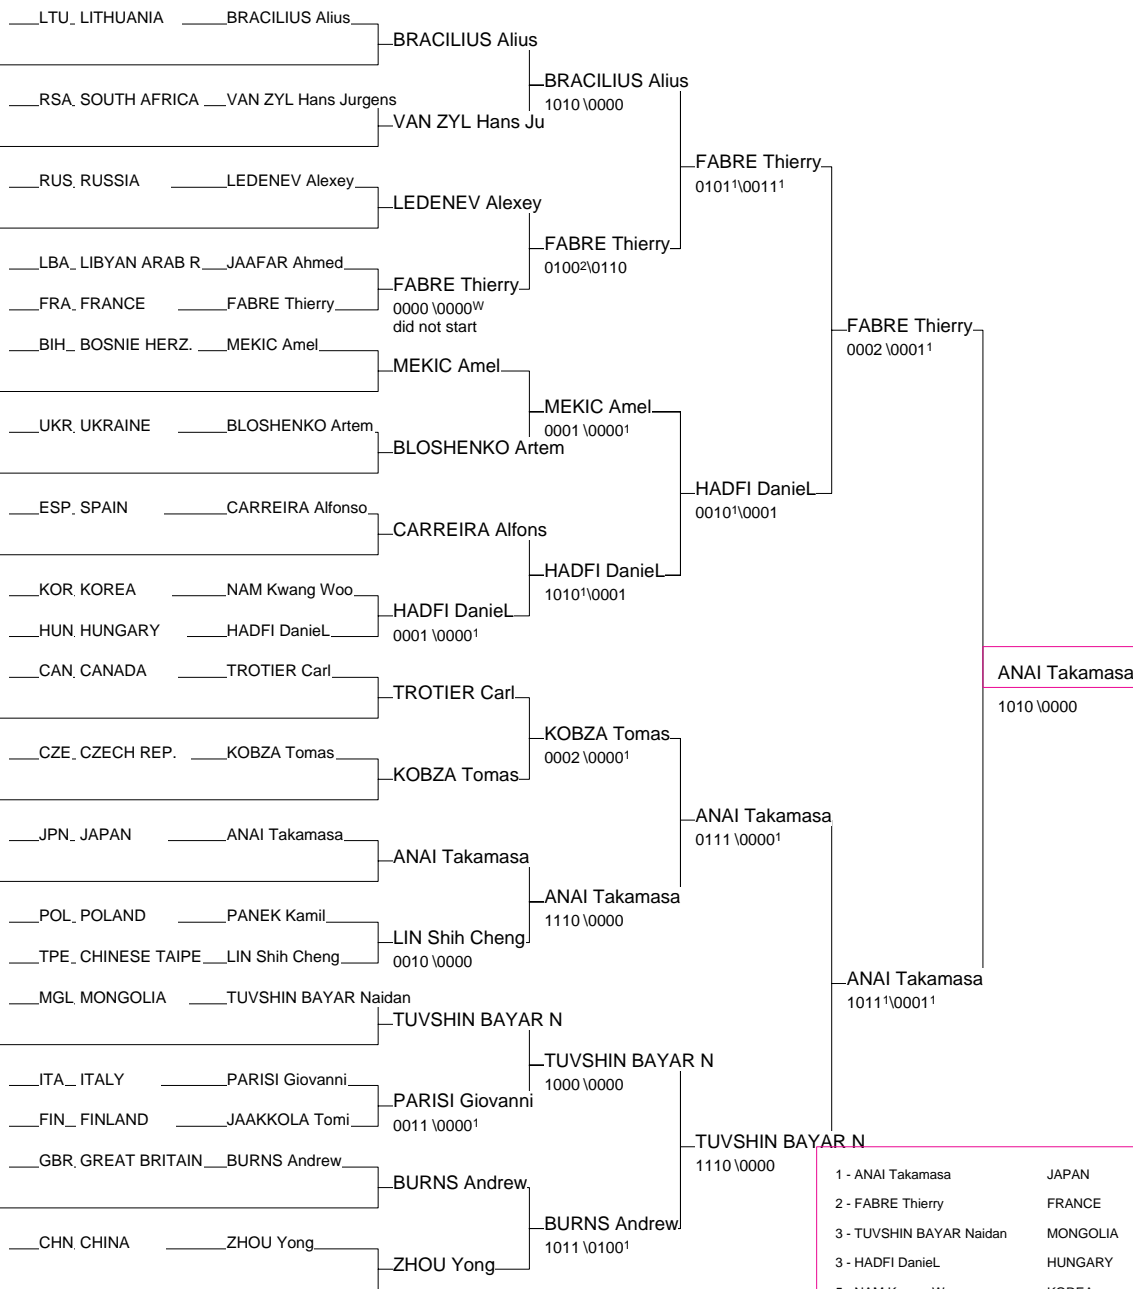 LTU LITHUANIA BRACILIUS Alius
BRACILIUS Alius
BRACILIUS Alius
1010 \0000
RSA SOUTH AFRICA VAN ZYL Hans Jurgens
VAN ZYL Hans Ju
FABRE Thierry
0101¹\0011¹
RUS RUSSIA LEDENEV Alexey
LEDENEV Alexey
FABRE Thierry
0100²\0110
LBA LIBYAN ARAB R JAAFAR Ahmed
FABRE Thierry
FRA FRANCE FABRE Thierry
0000 \0000ᵂ
did not start
FABRE Thierry
0002 \0001¹
BIH BOSNIE HERZ. MEKIC Amel
MEKIC Amel
MEKIC Amel
0001 \0000¹
UKR UKRAINE BLOSHENKO Artem
BLOSHENKO Artem
HADFI DanieL
0010¹\0001
ESP SPAIN CARREIRA Alfonso
CARREIRA Alfons
HADFI DanieL
1010¹\0001
KOR KOREA NAM Kwang Woo
HADFI DanieL
HUN HUNGARY HADFI DanieL
0001 \0000¹
CAN CANADA TROTIER Carl
ANAI Takamasa
1010 \0000
TROTIER Carl
KOBZA Tomas
0002 \0000¹
CZE CZECH REP. KOBZA Tomas
KOBZA Tomas
ANAI Takamasa
0111 \0000¹
JPN JAPAN ANAI Takamasa
ANAI Takamasa
ANAI Takamasa
1110 \0000
POL POLAND PANEK Kamil
LIN Shih Cheng
TPE CHINESE TAIPE LIN Shih Cheng
0010 \0000
ANAI Takamasa
1011¹\0001¹
MGL MONGOLIA TUVSHIN BAYAR Naidan
TUVSHIN BAYAR N
TUVSHIN BAYAR N
1000 \0000
ITA ITALY PARISI Giovanni
PARISI Giovanni
FIN FINLAND JAAKKOLA Tomi
0011 \0000¹
TUVSHIN BAYAR N
1110 \0000
GBR GREAT BRITAIN BURNS Andrew
BURNS Andrew
BURNS Andrew
1011 \0100¹
CHN CHINA ZHOU Yong
ZHOU Yong
1 - ANAI Takamasa JAPAN
2 - FABRE Thierry FRANCE
3 - TUVSHIN BAYAR Naidan MONGOLIA
3 - HADFI DanieL HUNGARY